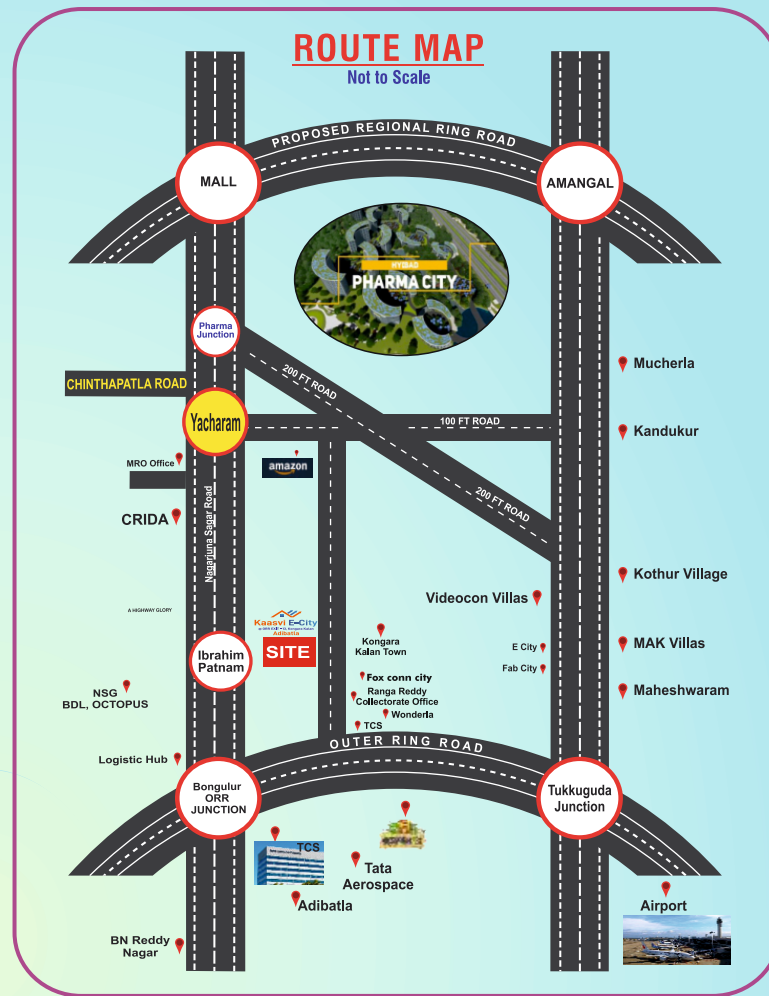 ROUTE MAP
Not to Scale
PROPOSED REGIONAL RING ROAD
MALL
AMANGAL
PHARMA CITY
Pharma
Junction
Mucherla
CHINTHAPATLA ROAD
200 FT ROAD
Yacharam
100 FT ROAD
Kandukur
MRO Office
amazon
Nagarjuna Sagar Road
200 FT ROAD
CRIDA
Kothur Village
Videocon Villas
A HIGHWAY GLORY
Kaasvi E-City
Adibatla
SITE
Kongara
Kalan Town
E City
MAK Villas
Ibrahim
Patnam
Fab City
Fox conn city
NSG
BDL, OCTOPUS
Ranga Reddy
Collectorate Office
Maheshwaram
Wonderla
TCS
OUTER RING ROAD
Logistic Hub
Bongulur
ORR
JUNCTION
Tukkuguda
Junction
TCS
Tata
Aerospace
Adibatla
Airport
BN Reddy
Nagar